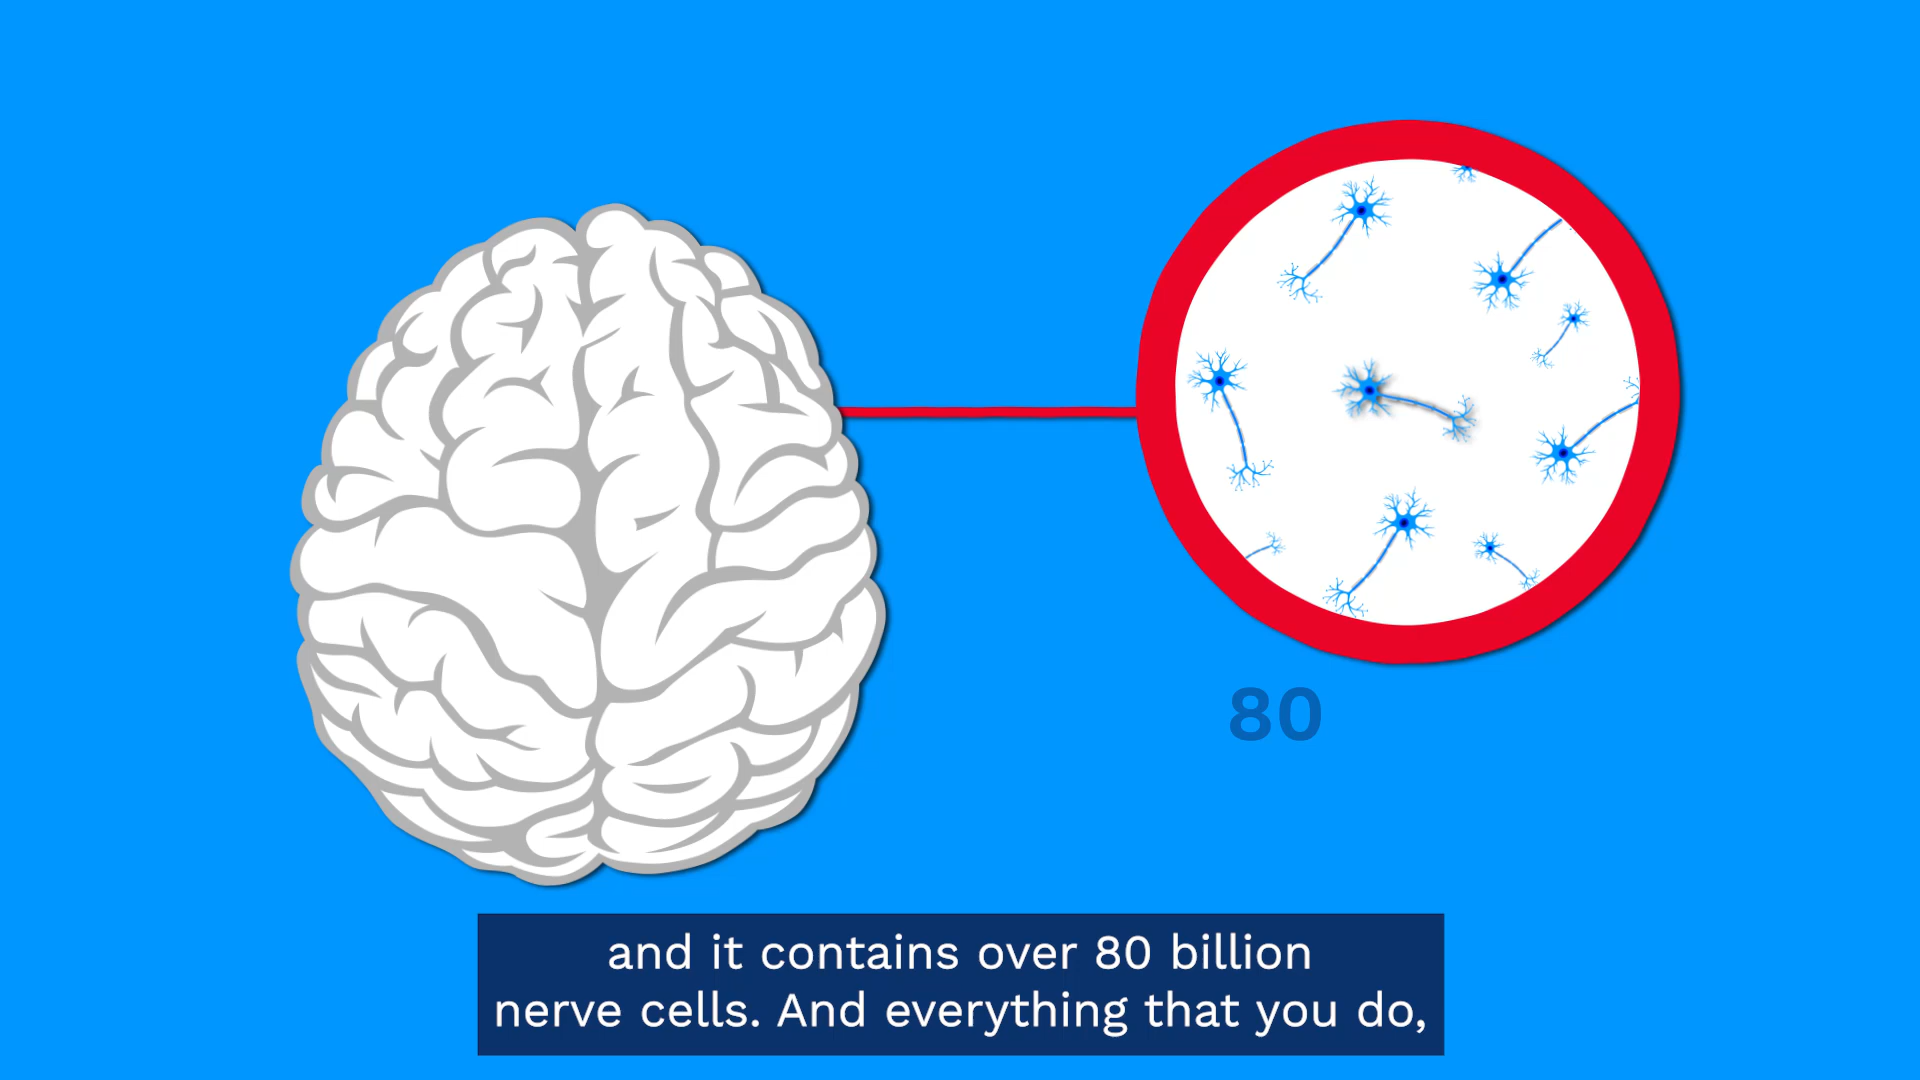 80
and it contains over 80 billion
nerve cells. And everything that you do,